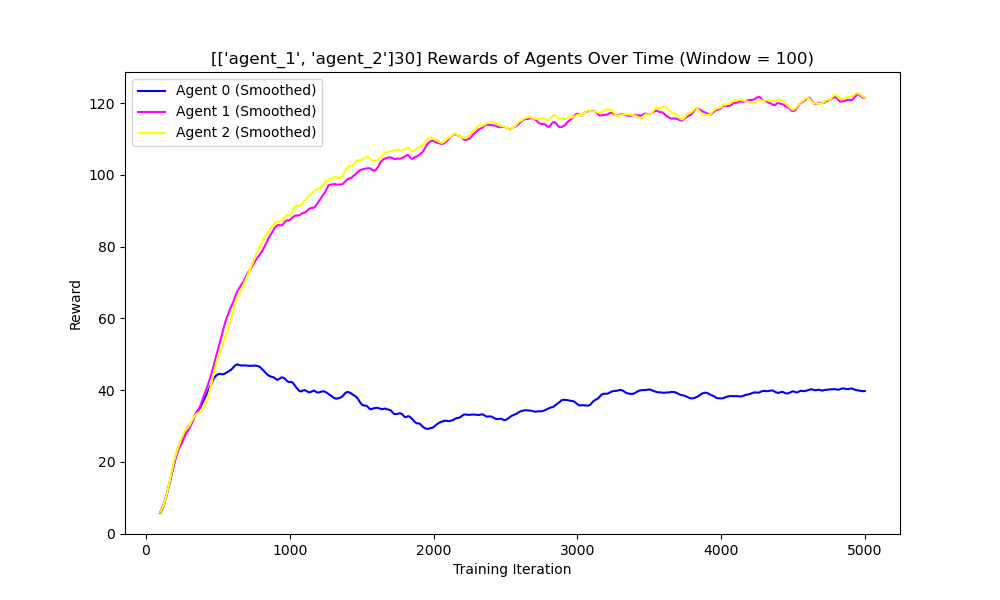 [['agent_1', 'agent_2']30] Rewards of Agents Over Time (Window = 100)
Agent 0 (Smoothed)
Agent 1 (Smoothed)
Agent 2 (Smoothed)
120
100
80
60
40
20
0
Reward
0 1000 2000 3000 4000 5000
Training Iteration